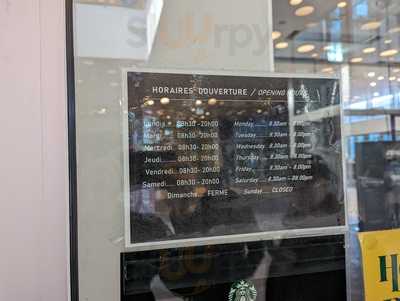 HORAIRES D'OUVERTURE / OPENING HOURS
Lundi..... 08h30 - 20h00 Monday........ 8.30am - 8.00pm
Mardi..... 08h30 - 20h00 Tuesday........ 8.30am - 8.00pm
Mercredi... 08h30 - 20h00 Wednesday... 8.30am - 8.00pm
Jeudi....... 08h30 - 20h00 Thursday...... 8.30am - 8.00pm
Vendredi... 08h30 - 20h00 Friday.......... 8.30am - 8.00pm
Samedi..... 08h30 - 20h00 Saturday...... 8.30am - 08.00pm
Dimanche..... FERMÉ Sunday....... CLOSED